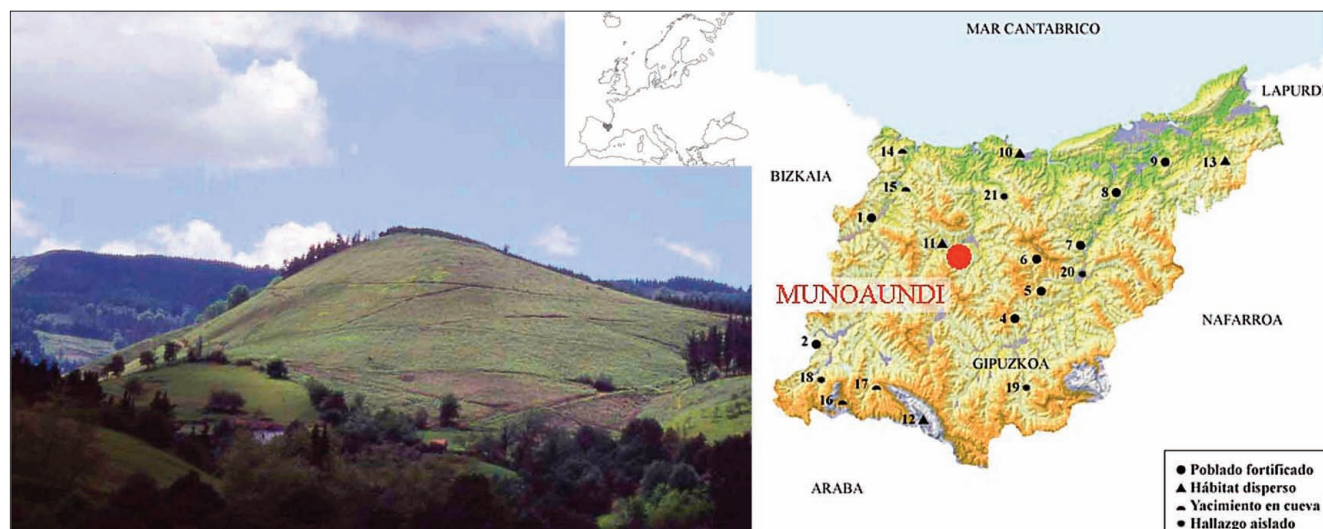 MAR CANTABRICO
LAPURDI
BIZKAIA
14
10
9
13
15
21
8
1
11
7
6
20
MUNOAUNDI
5
4
NAFARROA
2
GIPUZKOA
18
17
19
16
12
ARABA
Poblado fortificado
Hábitat disperso
Yacimiento en cueva
Hallazgo aislado